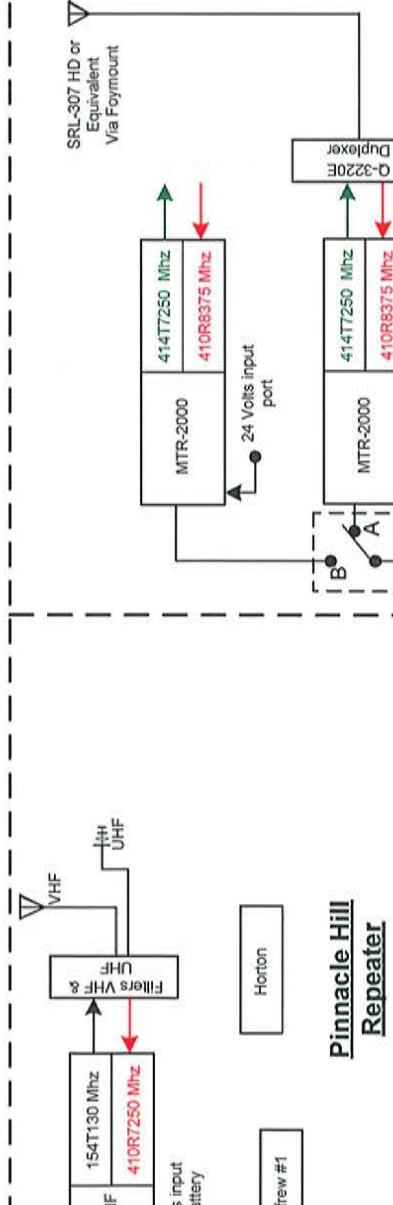 SRL-307 HD or
Equivalent
Via Foymount
Q-3220E
Duplexer
414T7250 Mhz
410R8375 Mhz
MTR-2000
24 Volts input
port
414T7250 Mhz
410R8375 Mhz
MTR-2000
B
A
VHF
UHF
Filters VHF &
UHF
154T130 Mhz
410R7250 Mhz
Horton
Pinnacle Hill
Repeater
input
#1